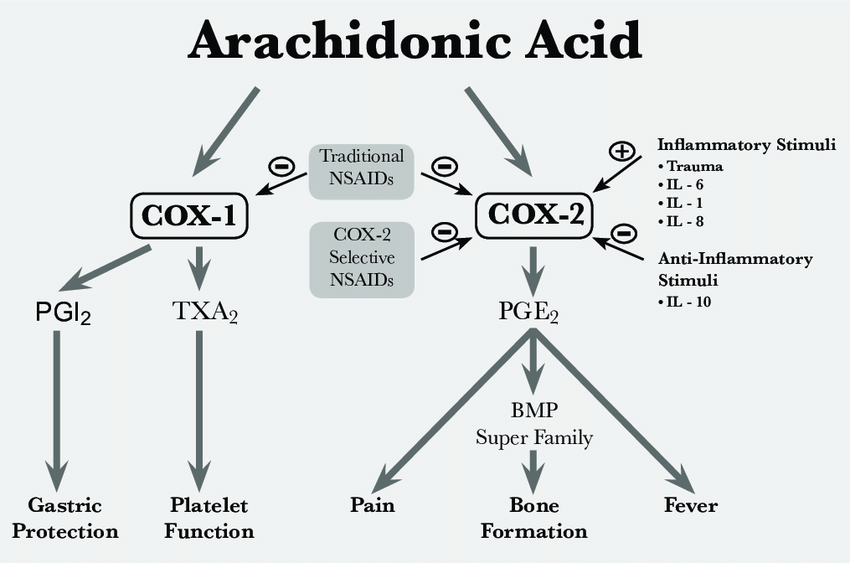 Arachidonic Acid
Traditional
NSAIDs
COX-2
Selective
NSAIDs
Inflammatory Stimuli
• Trauma
• IL - 6
• IL - 1
• IL - 8
Anti-Inflammatory
Stimuli
• IL - 10
COX-1
COX-2
PGI2
TXA2
PGE2
BMP
Super Family
Gastric
Protection
Platelet
Function
Pain
Bone
Formation
Fever